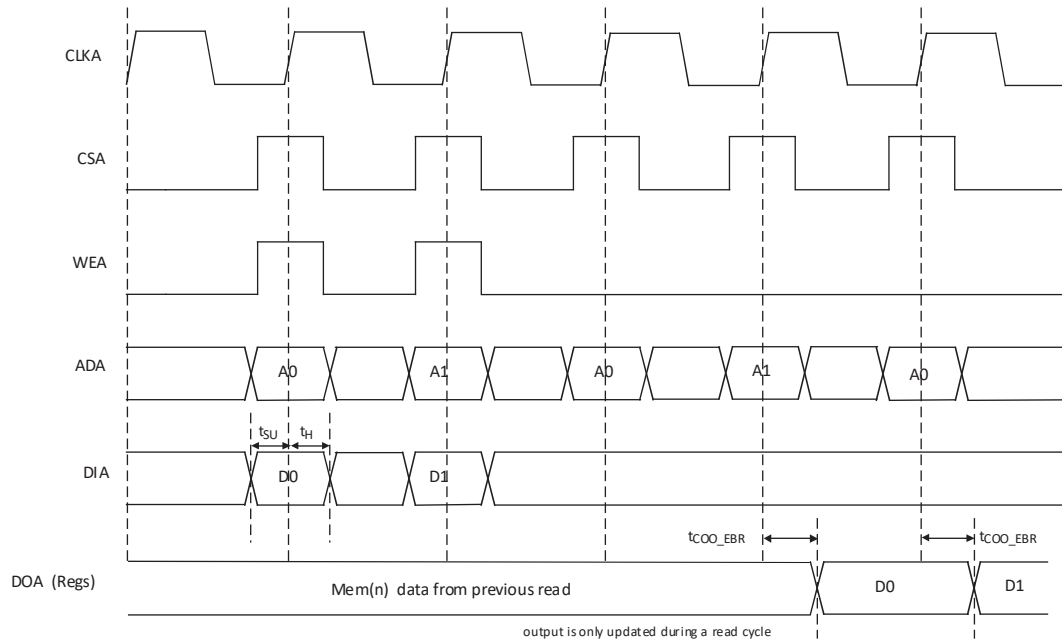 CLKA
CSA
WEA
ADA A0 A1 A0 A1 A0
tSU tH
DIA D0 D1
tCOO_EBR tCOO_EBR
DOA (Regs) Mem(n) data from previous read D0 D1
output is only updated during a read cycle